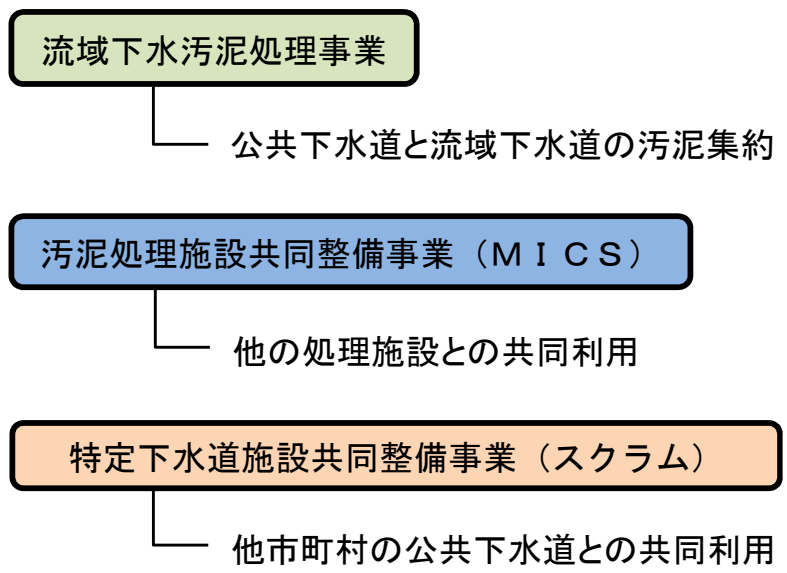 流域下水汚泥処理事業
公共下水道と流域下水道の汚泥集約
汚泥処理施設共同整備事業（ＭＩＣＳ）
他の処理施設との共同利用
特定下水道施設共同整備事業（スクラム）
他市町村の公共下水道との共同利用